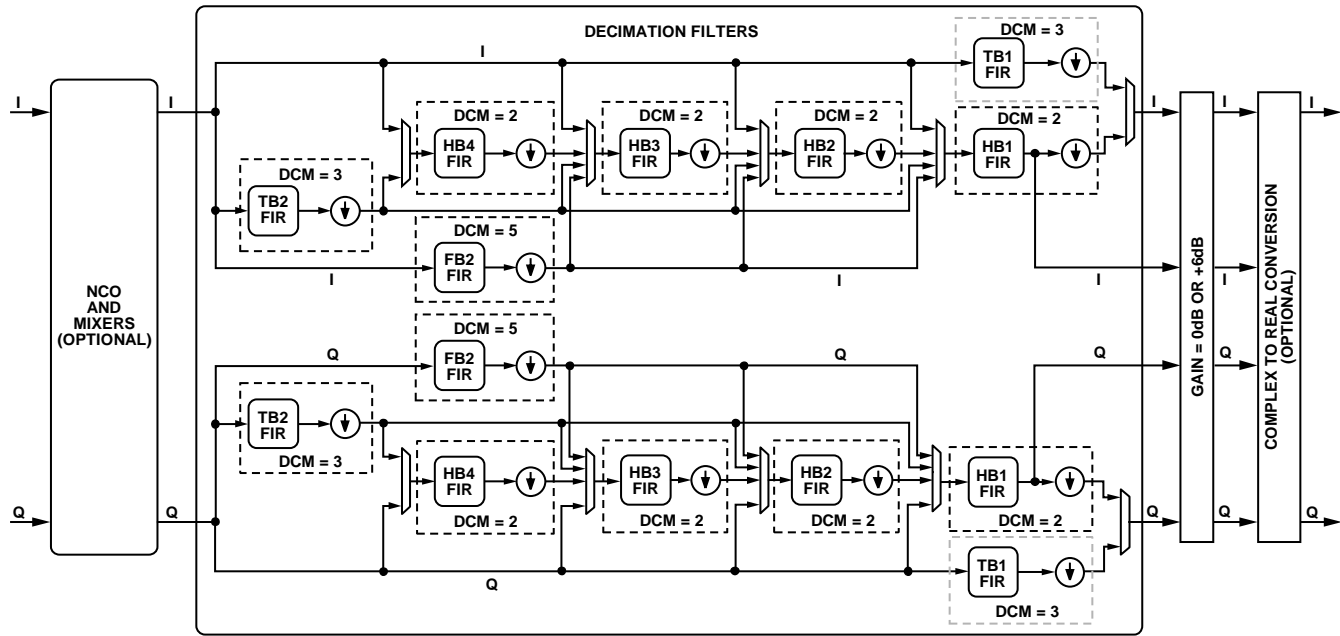 DECIMATION FILTERS
DCM = 3
TB1
FIR
I
I
I
I
I
I
I
DCM = 2
HB4
FIR
DCM = 2
HB3
FIR
DCM = 2
HB2
FIR
DCM = 2
HB1
FIR
DCM = 3
TB2
FIR
DCM = 5
FB2
FIR
I
I
I
NCO
AND
MIXERS
(OPTIONAL)
GAIN = 0dB OR +6dB
COMPLEX TO REAL CONVERSION
(OPTIONAL)
DCM = 5
FB2
FIR
Q
Q
Q
Q
TB2
FIR
DCM = 3
HB4
FIR
DCM = 2
HB3
FIR
DCM = 2
HB2
FIR
DCM = 2
HB1
FIR
DCM = 2
Q
Q
Q
Q
Q
Q
TB1
FIR
DCM = 3